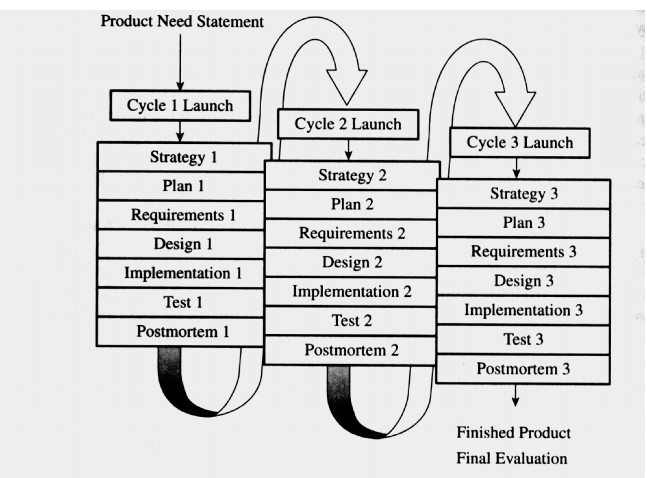 Product Need Statement
Cycle 1 Launch
Strategy 1
Plan 1
Requirements 1
Design 1
Implementation 1
Test 1
Postmortem 1
Cycle 2 Launch
Strategy 2
Plan 2
Requirements 2
Design 2
Implementation 2
Test 2
Postmortem 2
Cycle 3 Launch
Strategy 3
Plan 3
Requirements 3
Design 3
Implementation 3
Test 3
Postmortem 3
Finished Product
Final Evaluation